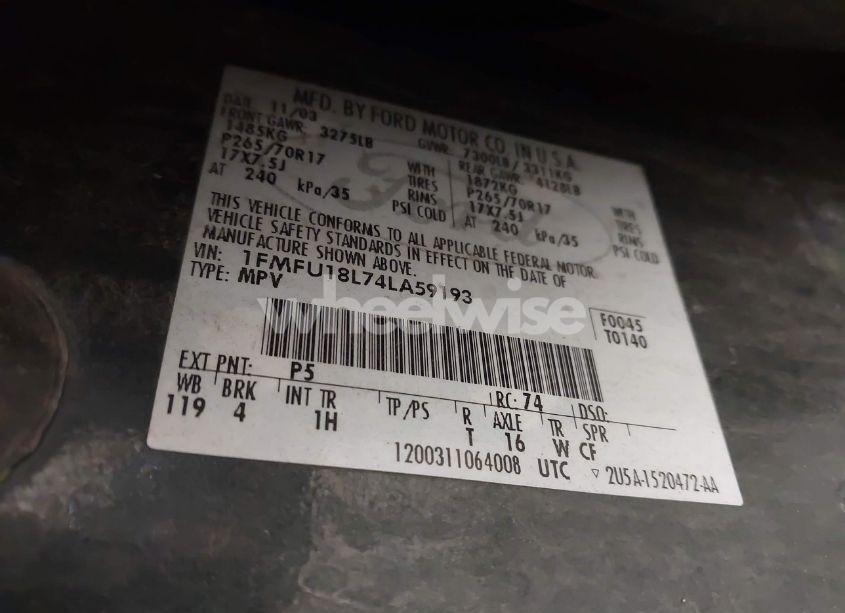 MFD. BY FORD MOTOR CO. IN U.S.A.
DATE: 11/03 GVWR: 7300LB / 3311KG
FRONT GAWR: 3275LB REAR GAWR: 4128LB
1485KG WITH 1872KG WITH
P265/70R17 TIRES P265/70R17 TIRES
17X7.5J RIMS 17X7.5J RIMS
AT 240 kPa/35 PSI COLD AT 240 kPa/35 PSI COLD
THIS VEHICLE CONFORMS TO ALL APPLICABLE FEDERAL MOTOR
VEHICLE SAFETY STANDARDS IN EFFECT ON THE DATE OF
MANUFACTURE SHOWN ABOVE.
VIN: 1FMFU18L74LA59193
TYPE: MPV
wheelwise
F0045
T0140
EXT PNT: P5 RC: 74 DSO:
WB BRK INT TR TP/PS R AXLE TR SPR
119 4 1H T 16 W CF
1200311064008 UTC ▽ 2U5A-1520472-AA